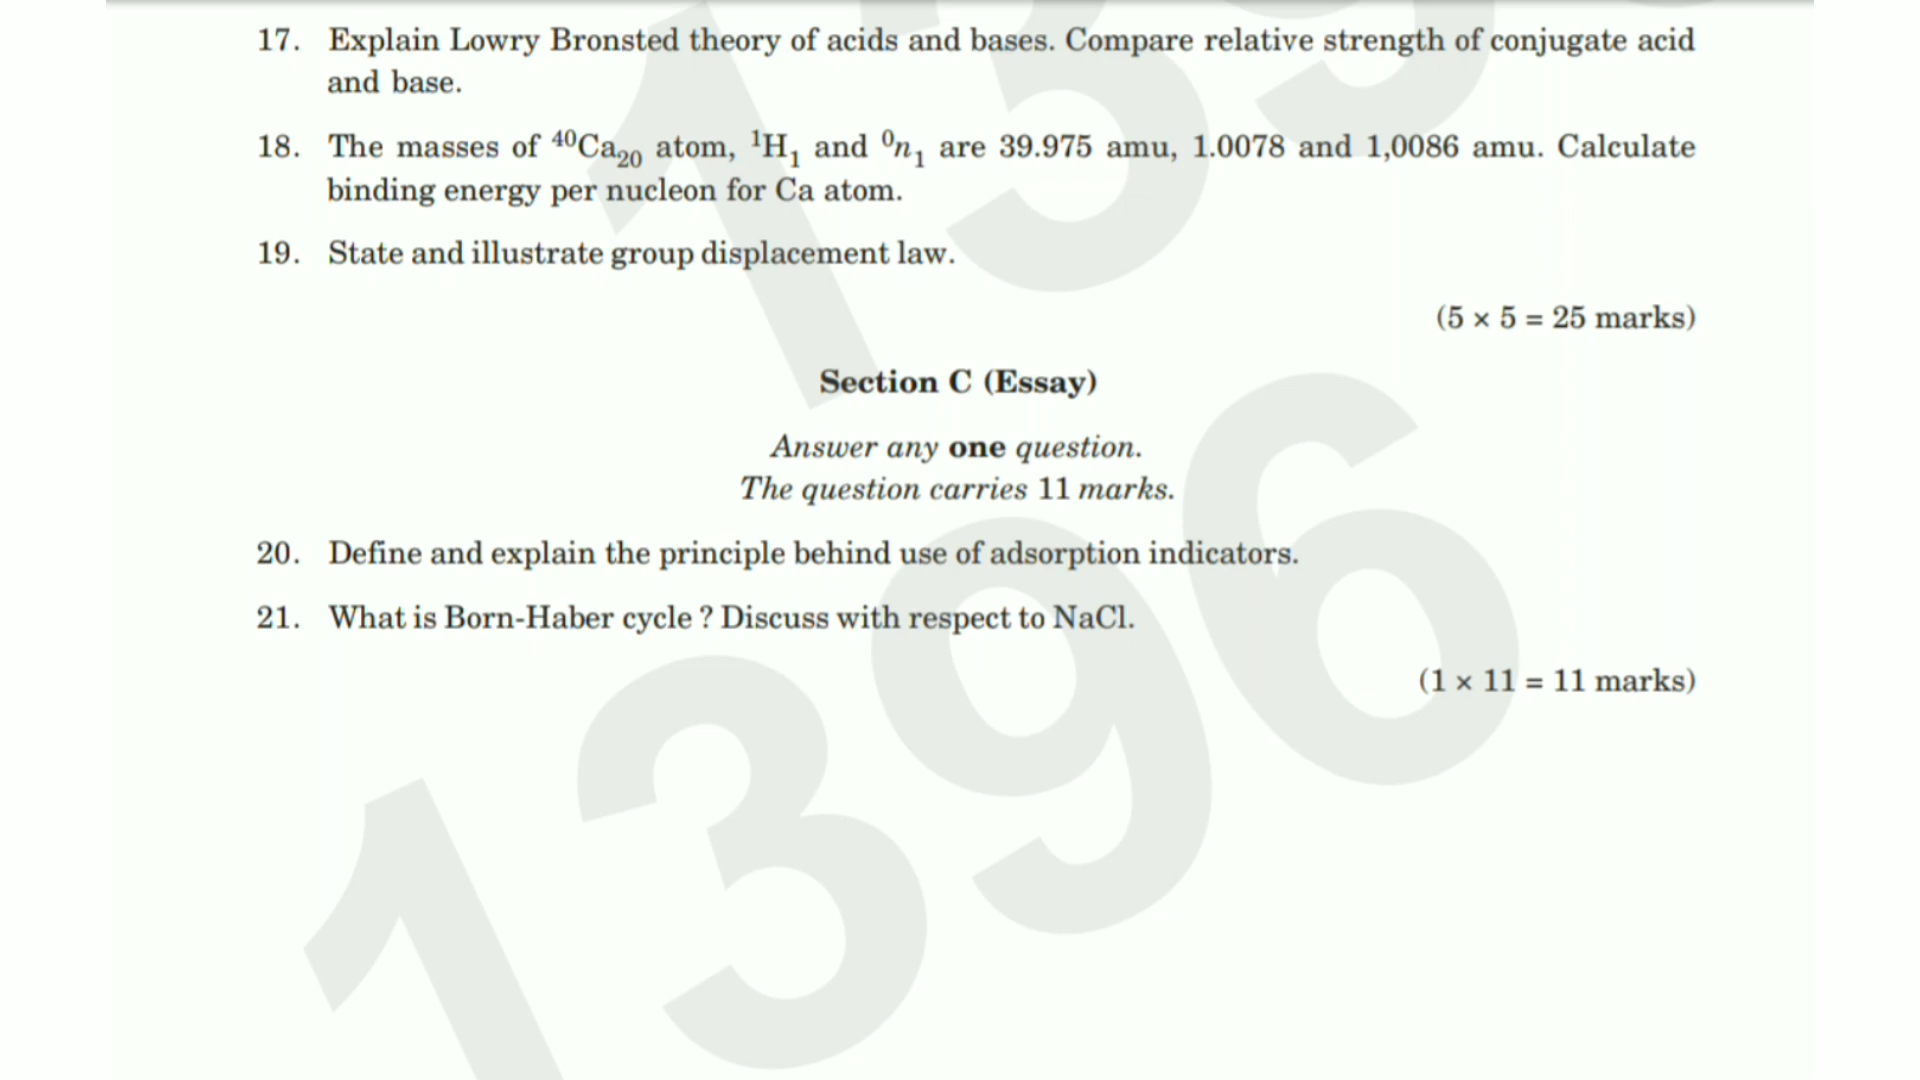 17. Explain Lowry Bronsted theory of acids and bases. Compare relative strength of conjugate acid
and base.
18. The masses of ⁴⁰Ca₂₀ atom, ¹H₁ and ⁰n₁ are 39.975 amu, 1.0078 and 1,0086 amu. Calculate
binding energy per nucleon for Ca atom.
19. State and illustrate group displacement law.
(5 × 5 = 25 marks)
Section C (Essay)
Answer any one question.
The question carries 11 marks.
20. Define and explain the principle behind use of adsorption indicators.
21. What is Born-Haber cycle ? Discuss with respect to NaCl.
(1 × 11 = 11 marks)
1396